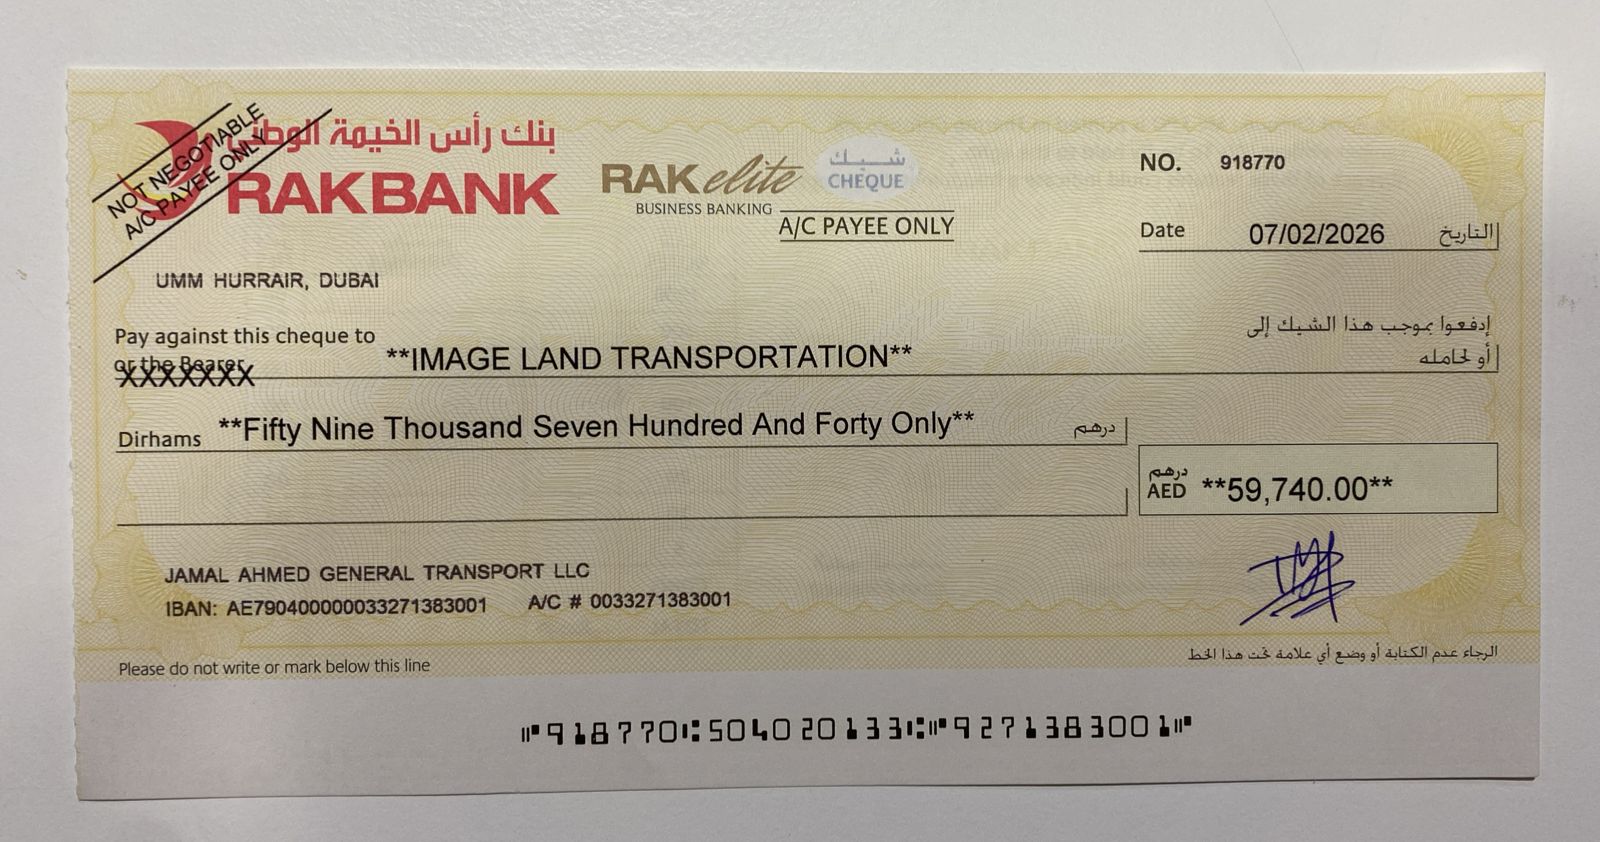 NOT NEGOTIABLE
A/C PAYEE ONLY
بنك رأس الخيمة الوطني
RAKBANK
RAKelite
BUSINESS BANKING
شيك
CHEQUE
A/C PAYEE ONLY
NO. 918770
Date 07/02/2026 التاريخ
UMM HURRAIR, DUBAI
Pay against this cheque to
إدفعوا بموجب هذا الشيك إلى
or the Bearer **IMAGE LAND TRANSPORTATION** أو لحامله
XXXXXXX
Dirhams **Fifty Nine Thousand Seven Hundred And Forty Only** درهم
درهم
AED **59,740.00**
JAMAL AHMED GENERAL TRANSPORT LLC
IBAN: AE790400000033271383001 A/C # 0033271383001
Please do not write or mark below this line
الرجاء عدم الكتابة أو وضع أي علامة تحت هذا الخط
⑈918770⑆504020133⑆⑈9271383001⑈